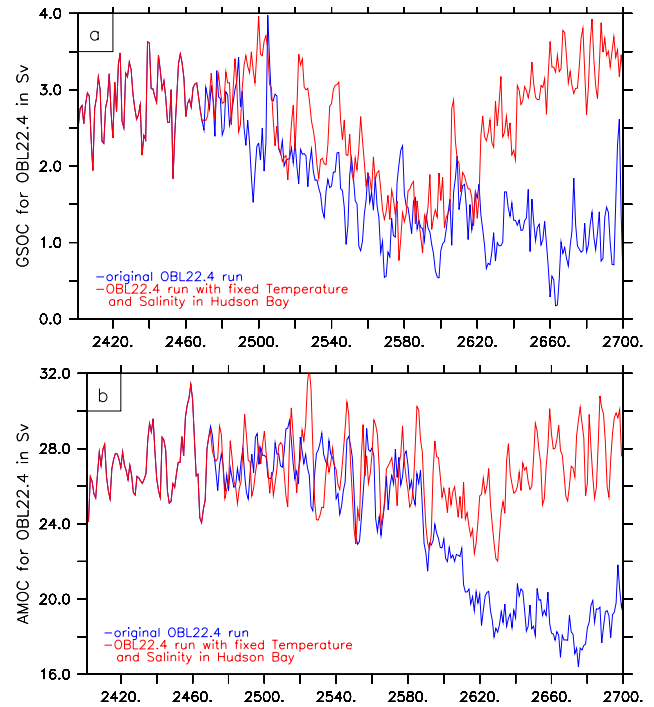 a
4.0
3.0
2.0
1.0
0.0
GSOC for OBL22.4 in Sv
−original OBL22.4 run
−OBL22.4 run with fixed Temperature
and Salinity in Hudson Bay
2420. 2460. 2500. 2540. 2580. 2620. 2660. 2700.
b
32.0
28.0
24.0
20.0
16.0
AMOC for OBL22.4 in Sv
−original OBL22.4 run
−OBL22.4 run with fixed Temperature
and Salinity in Hudson Bay
2420. 2460. 2500. 2540. 2580. 2620. 2660. 2700.